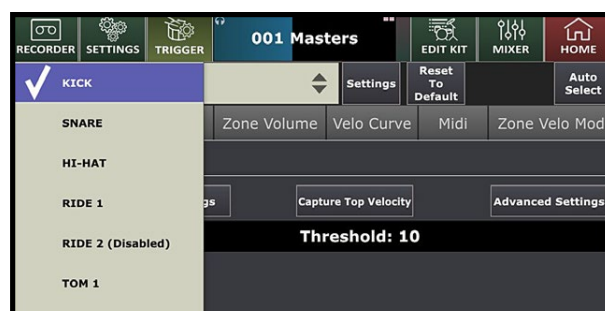 RECORDER SETTINGS TRIGGER 001 Masters EDIT KIT MIXER HOME
KICK Settings Reset To Default Auto Select
SNARE Zone Volume Velo Curve Midi Zone Velo Mod
HI-HAT
RIDE 1 gs Capture Top Velocity Advanced Settings
RIDE 2 (Disabled) Threshold: 10
TOM 1